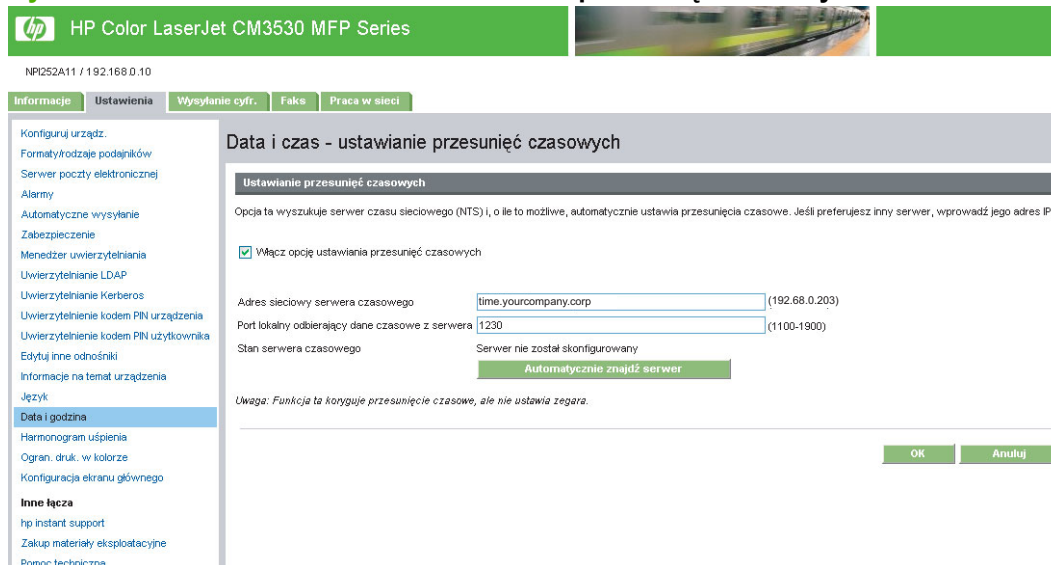 hp HP Color LaserJet CM3530 MFP Series
NPI252A11 / 192.168.0.10
Informacje Ustawienia Wysyłanie cyfr. Faks Praca w sieci
Konfiguruj urządz.
Formaty/rodzaje podajników
Serwer poczty elektronicznej
Alarmy
Automatyczne wysyłanie
Zabezpieczenie
Menedżer uwierzytelniania
Uwierzytelnianie LDAP
Uwierzytelnianie Kerberos
Uwierzytelnienie kodem PIN urządzenia
Uwierzytelnienie kodem PIN użytkownika
Edytuj inne odnośniki
Informacje na temat urządzenia
Język
Data i godzina
Harmonogram uśpienia
Ogran. druk. w kolorze
Konfiguracja ekranu głównego
Inne łącza
hp instant support
Zakup materiały eksploatacyjne
Pomoc techniczna
Data i czas - ustawianie przesunięć czasowych
Ustawianie przesunięć czasowych
Opcja ta wyszukuje serwer czasu sieciowego (NTS) i, o ile to możliwe, automatycznie ustawia przesunięcia czasowe. Jeśli preferujesz inny serwer, wprowadź jego adres IP
Włącz opcję ustawiania przesunięć czasowych
Adres sieciowy serwera czasowego time.yourcompany.corp (192.68.0.203)
Port lokalny odbierający dane czasowe z serwera 1230 (1100-1900)
Stan serwera czasowego Serwer nie został skonfigurowany
Automatycznie znajdź serwer
Uwaga: Funkcja ta koryguje przesunięcie czasowe, ale nie ustawia zegara.
OK Anuluj